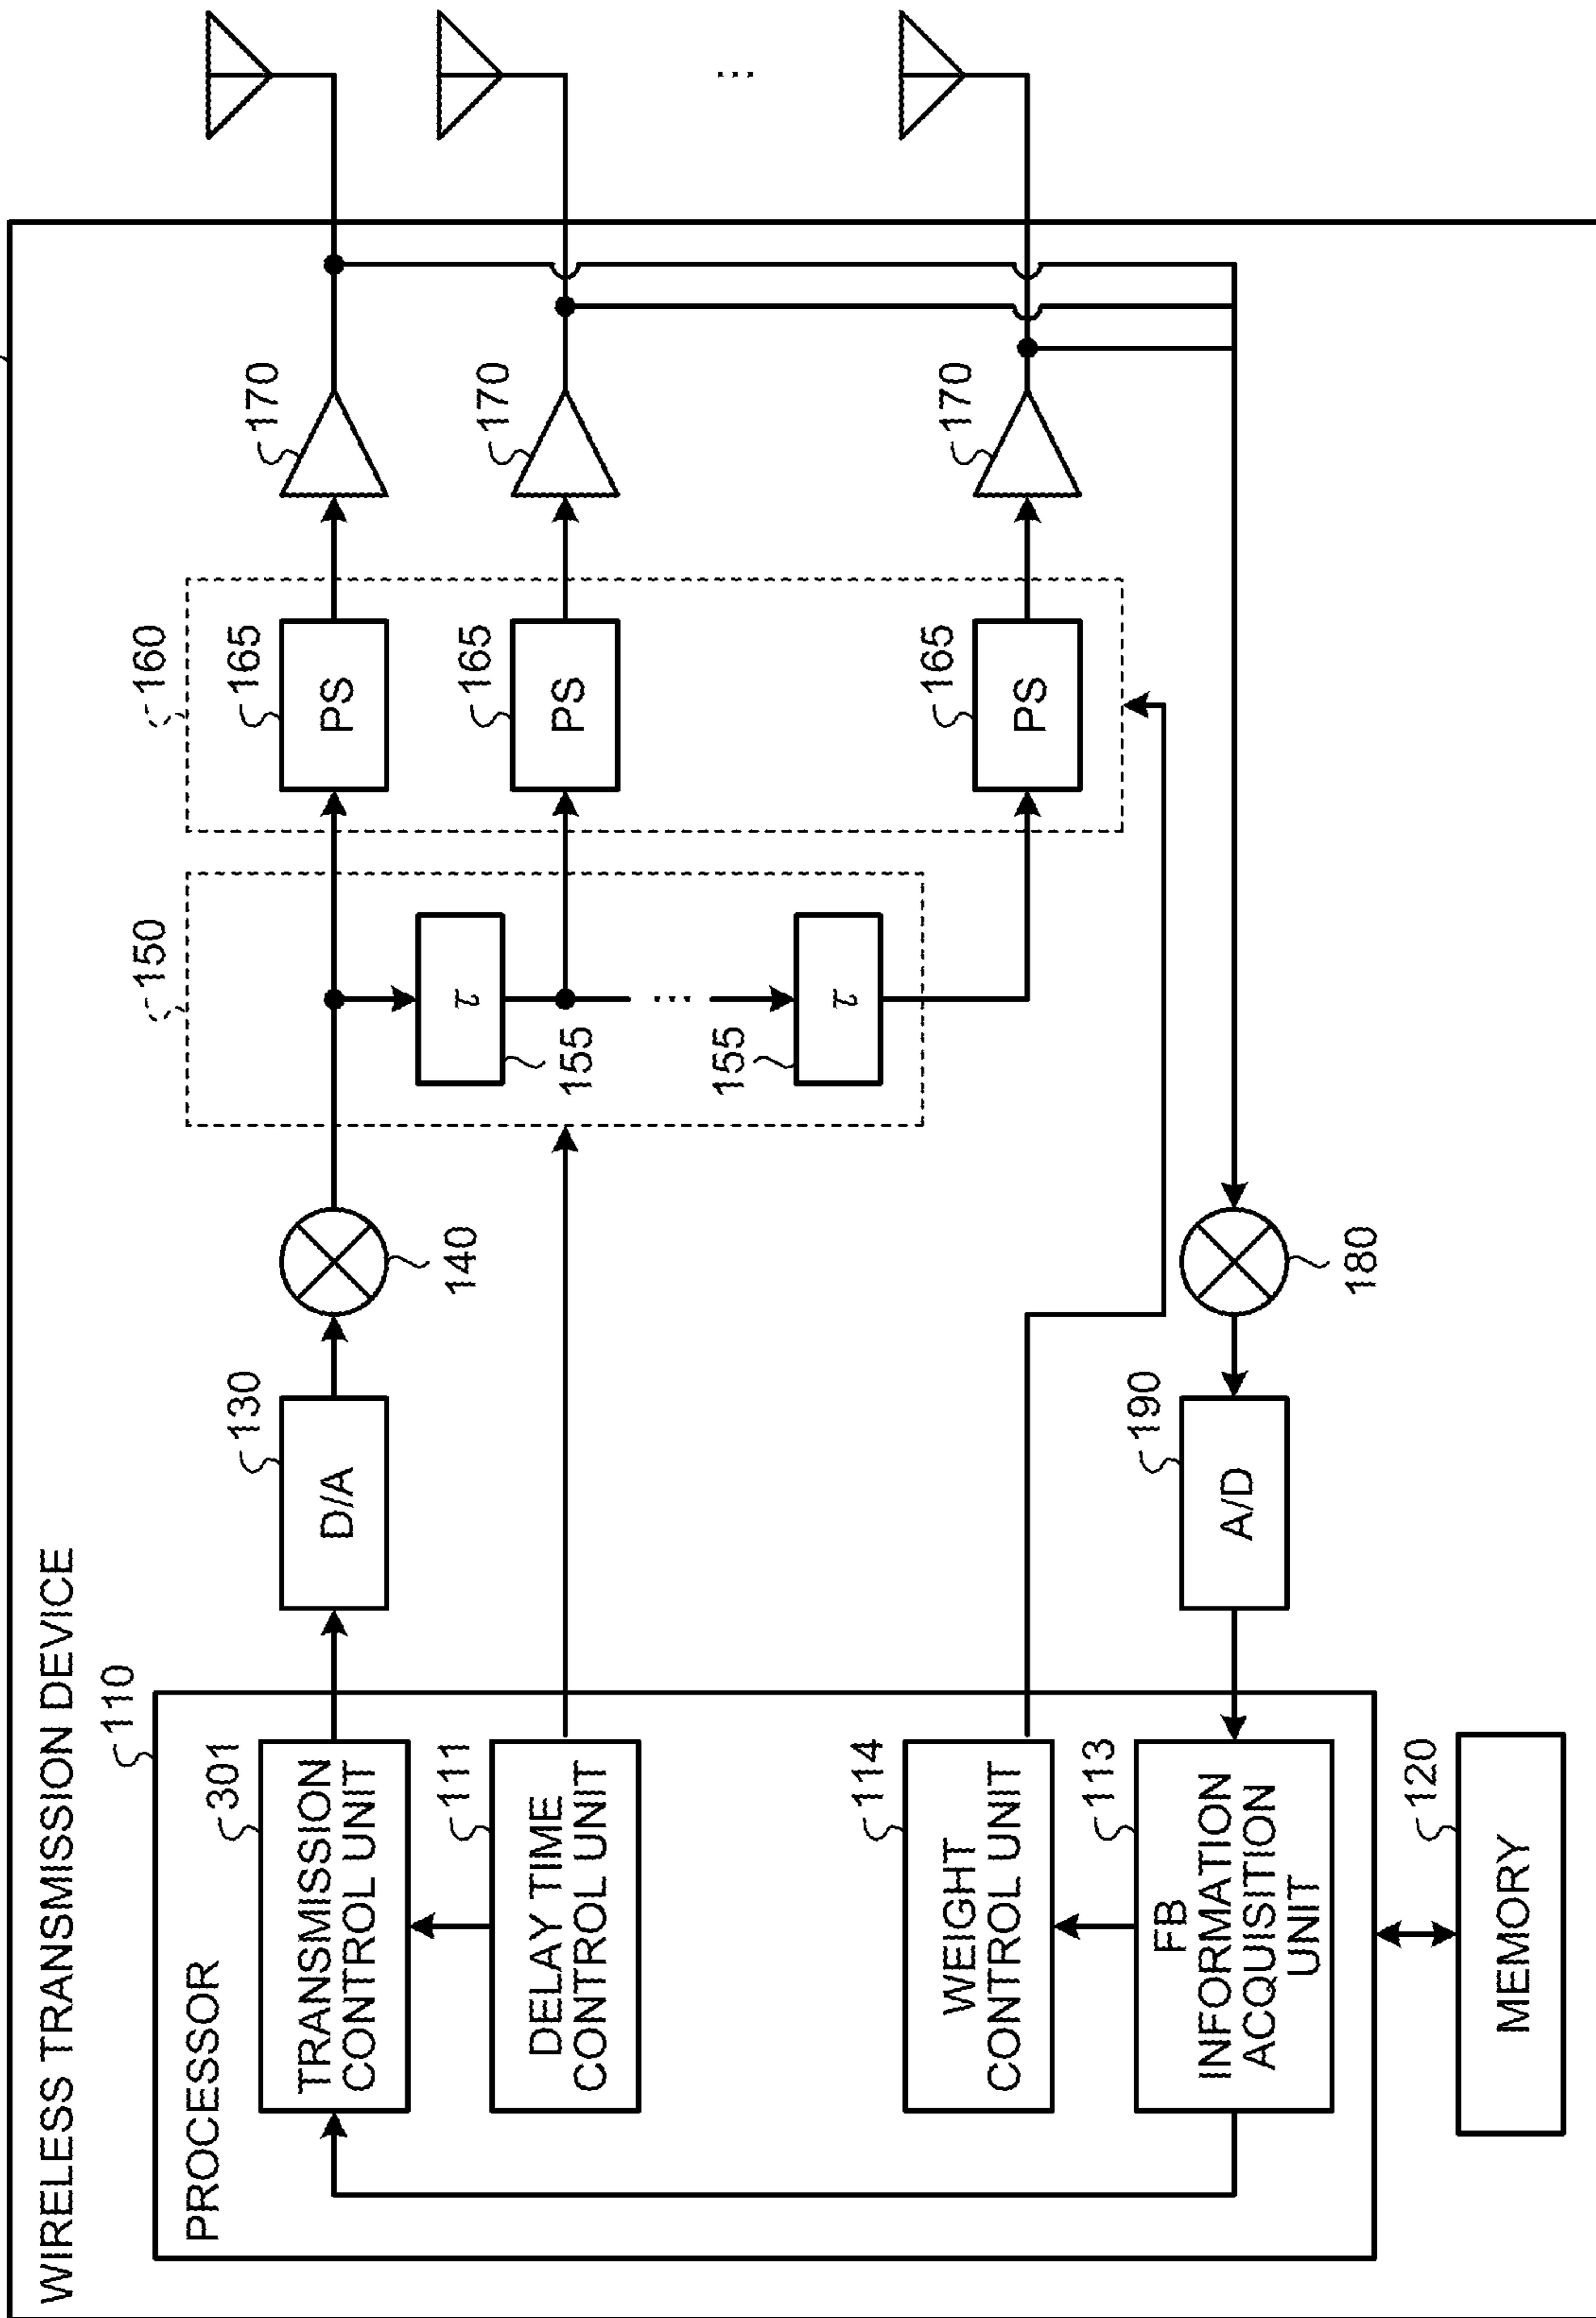 WIRELESS TRANSMISSION DEVICE
PROCESSOR
110
301
TRANSMISSION
CONTROL UNIT
111
DELAY TIME
CONTROL UNIT
114
WEIGHT
CONTROL UNIT
113
FB
INFORMATION
ACQUISITION
UNIT
120
MEMORY
130
D/A
140
150
τ
155
...
155
τ
160
165
PS
165
PS
165
PS
170
170
170
...
180
190
A/D